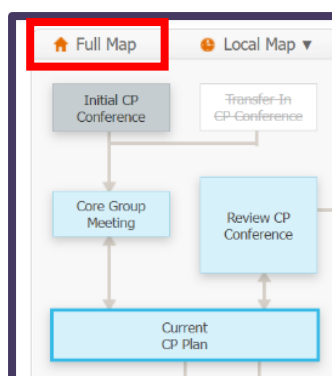 Full Map
Local Map ▼
Initial CP
Conference
Transfer In
CP Conference
Core Group
Meeting
Review CP
Conference
Current
CP Plan